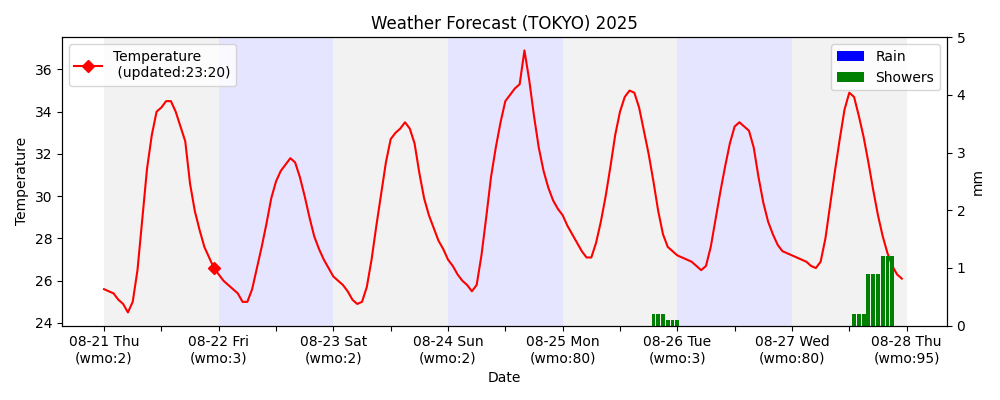 Weather Forecast (TOKYO) 2025
Temperature
(updated:23:20)
Rain
Showers
Temperature
36
34
32
30
28
26
24
5
4
3
2
1
0
mm
08-21 Thu
(wmo:2)
08-22 Fri
(wmo:3)
08-23 Sat
(wmo:2)
08-24 Sun
(wmo:2)
08-25 Mon
(wmo:80)
08-26 Tue
(wmo:3)
08-27 Wed
(wmo:80)
08-28 Thu
(wmo:95)
Date